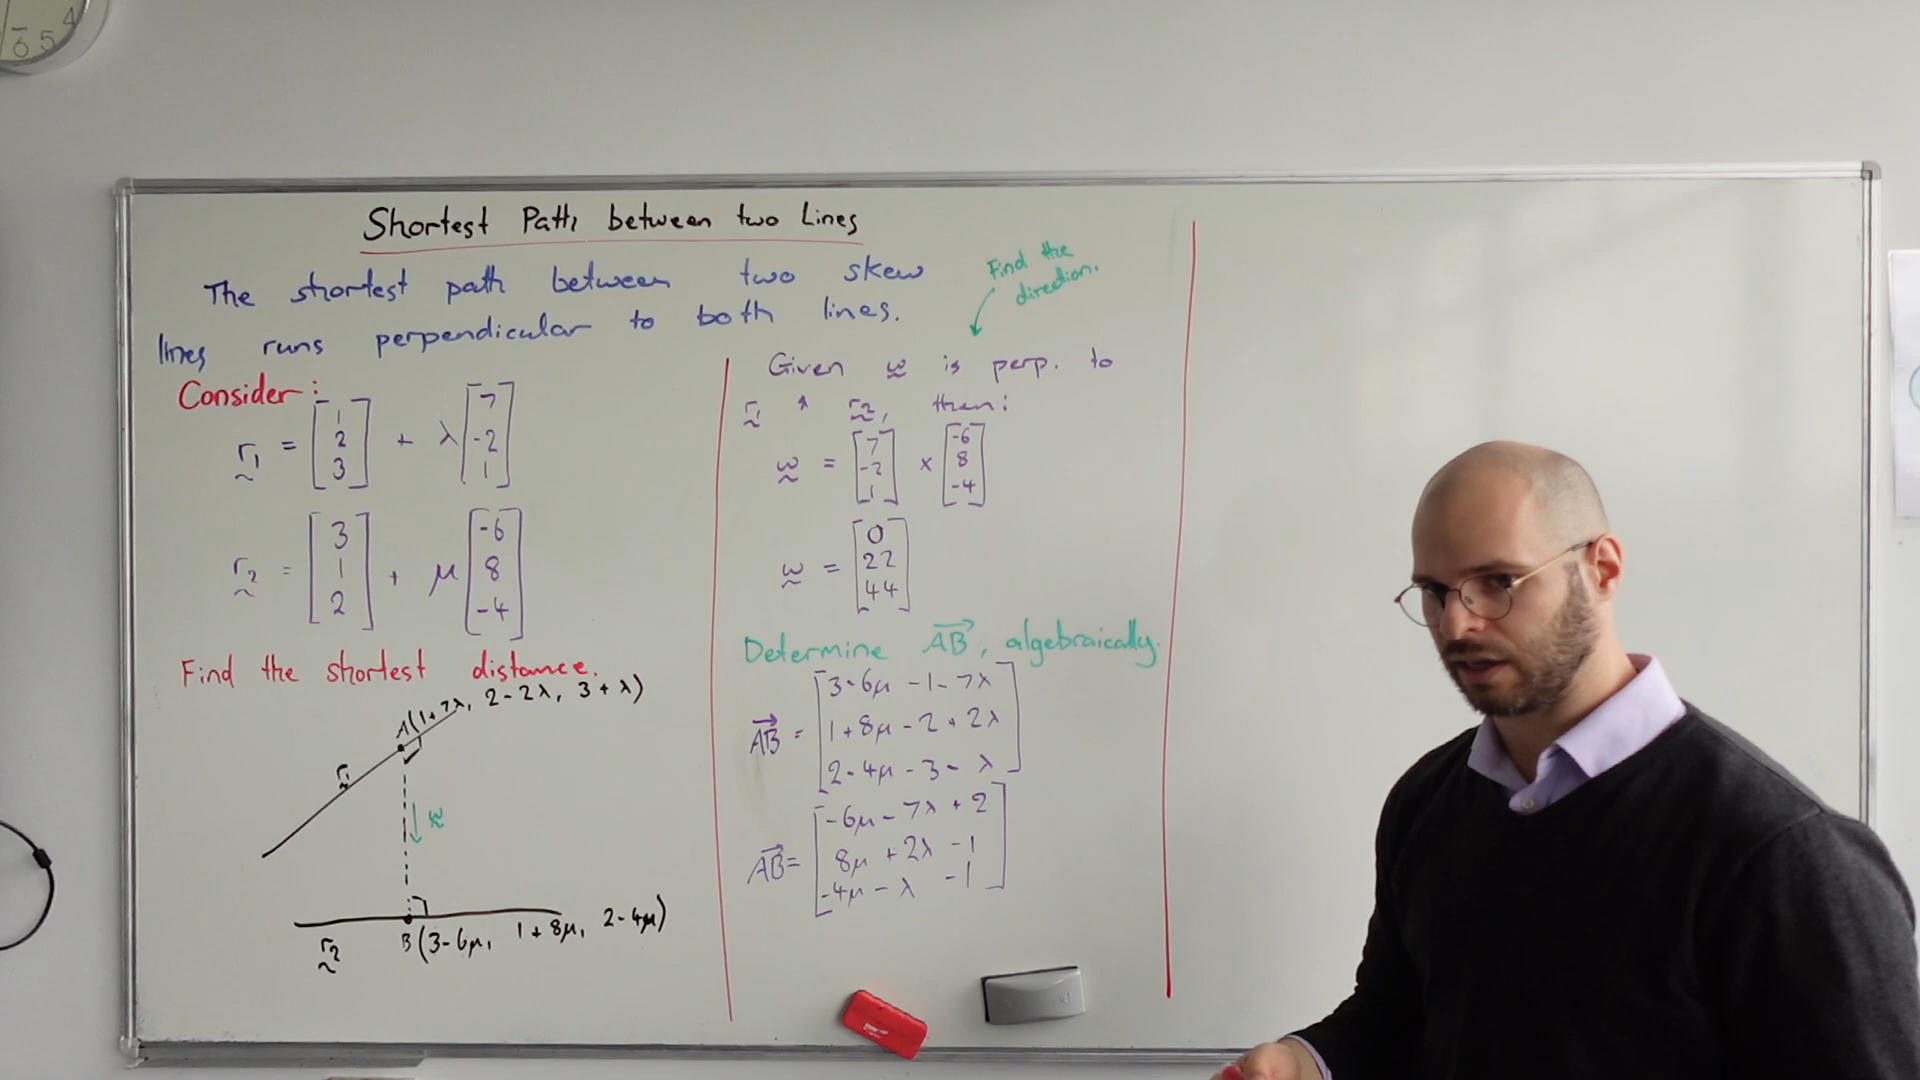 6 5 4
Shortest Path between two Lines
The shortest path between two skew
lines runs perpendicular to both lines.
Consider:
r₁ = [1 2 3] + λ[7 -2 1]
r₂ = [3 1 2] + μ[-6 8 -4]
Find the shortest distance.
A(1+7λ, 2-2λ, 3+λ)
r₁
w
r₂
B(3-6μ, 1+8μ, 2-4μ)
Find the
direction.
Given w is perp. to
r₁ & r₂, then:
w = [7 -2 1] × [-6 8 -4]
w = [0 22 44]
Determine AB, algebraically.
AB = [3-6μ-1-7λ
1+8μ-2+2λ
2-4μ-3-λ]
AB = [-6μ-7λ+2
8μ+2λ-1
-4μ-λ-1]